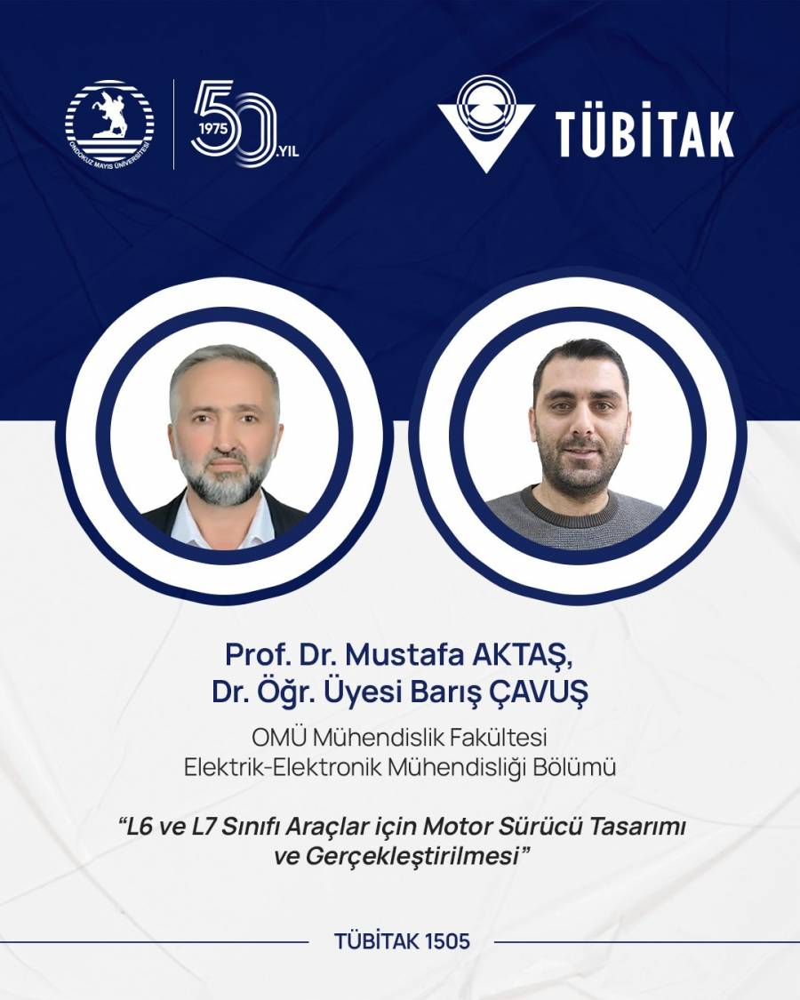 ONDOKUZ MAYIS ÜNİVERSİTESİ
1975
50
.YIL
TÜBİTAK
Prof. Dr. Mustafa AKTAŞ,
Dr. Öğr. Üyesi Barış ÇAVUŞ
OMÜ Mühendislik Fakültesi
Elektrik-Elektronik Mühendisliği Bölümü
“L6 ve L7 Sınıfı Araçlar için Motor Sürücü Tasarımı
ve Gerçekleştirilmesi”
TÜBİTAK 1505